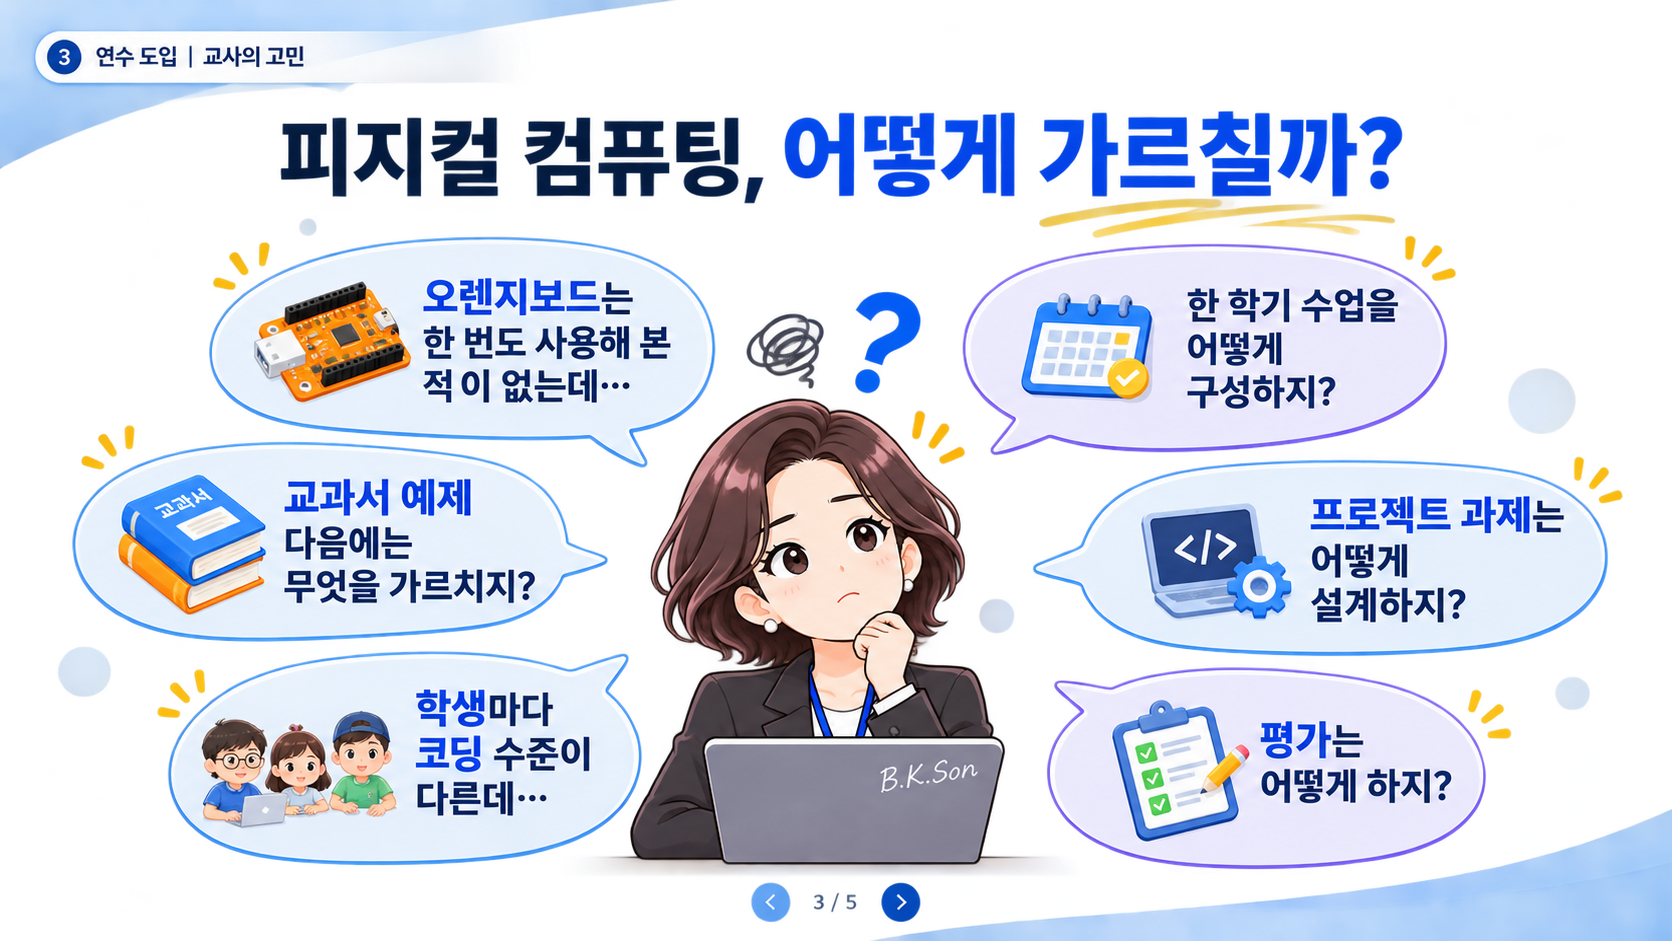 3 연수 도입 | 교사의 고민
피지컬 컴퓨팅, 어떻게 가르칠까?
오렌지보드는
한 번도 사용해 본
적이 없는데…
교과서
교과서 예제
다음에는
무엇을 가르치지?
학생마다
코딩 수준이
다른데…
?
한 학기 수업을
어떻게
구성하지?
</>
프로젝트 과제는
어떻게
설계하지?
평가는
어떻게 하지?
B.K.Son
3 / 5